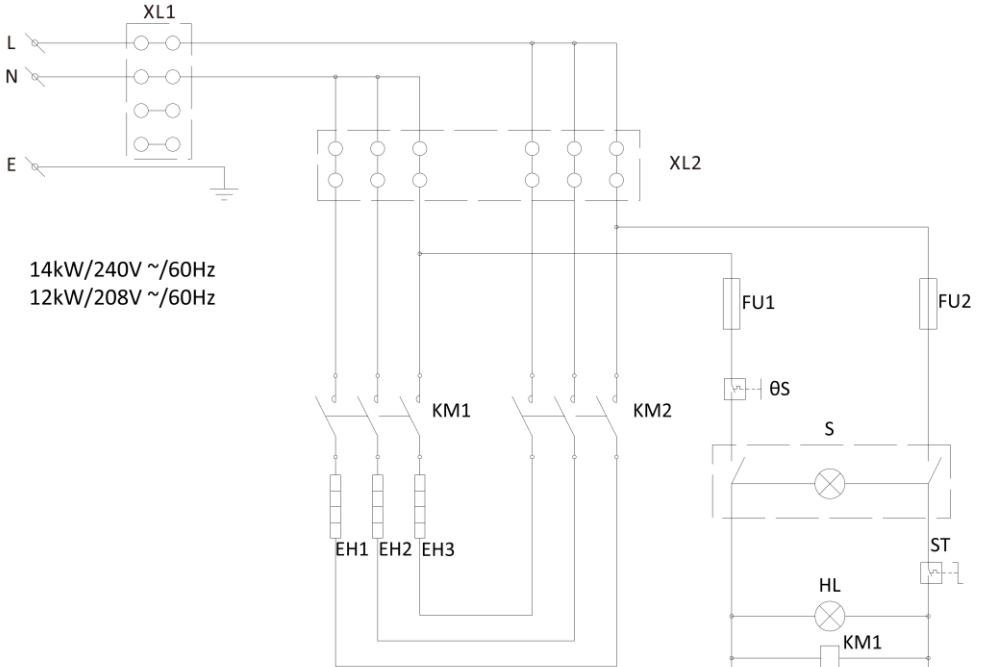 XL1
L
N
E
XL2
14kW/240V ~/60Hz
12kW/208V ~/60Hz
FU1
FU2
θS
KM1
KM2
S
EH1
EH2
EH3
ST
HL
KM1